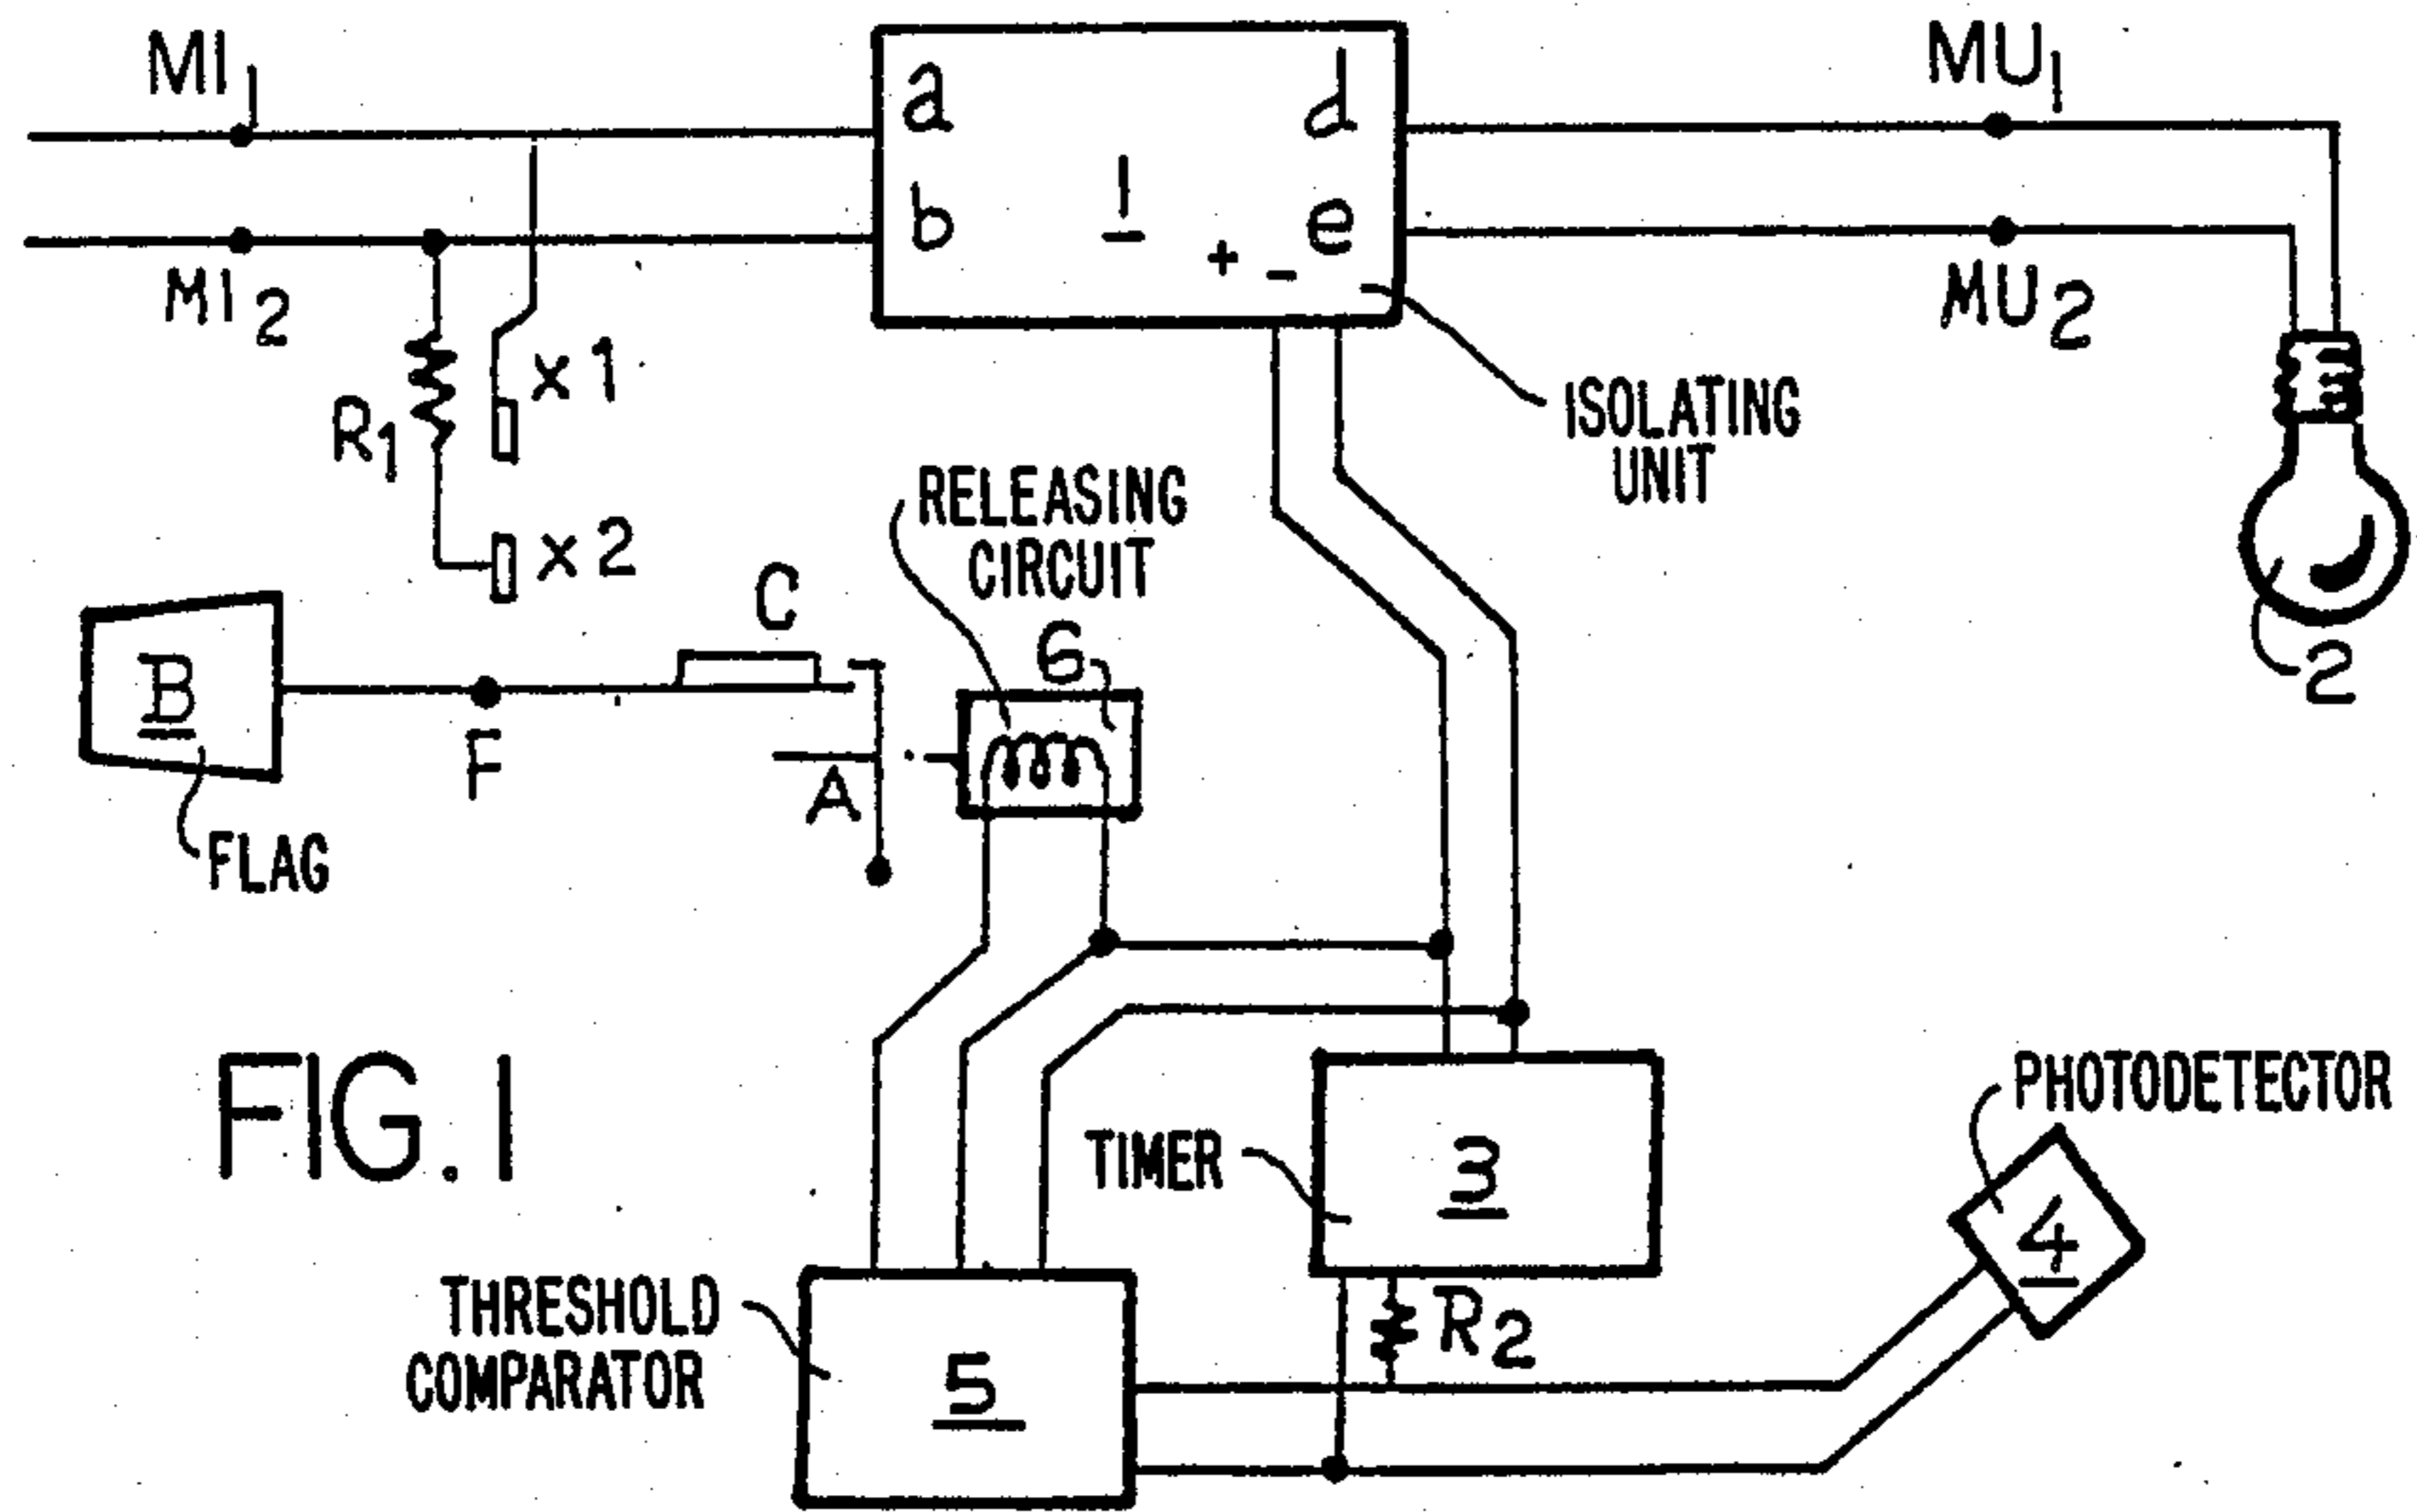 MI1
a
d
MU1
b
1
e
+ -
MI2
MU2
R1
x1
ISOLATING
UNIT
RELEASING
CIRCUIT
x2
C
6
B
F
A
2
FLAG
FIG.1
TIMER
3
PHOTODETECTOR
4
THRESHOLD
COMPARATOR
5
R2